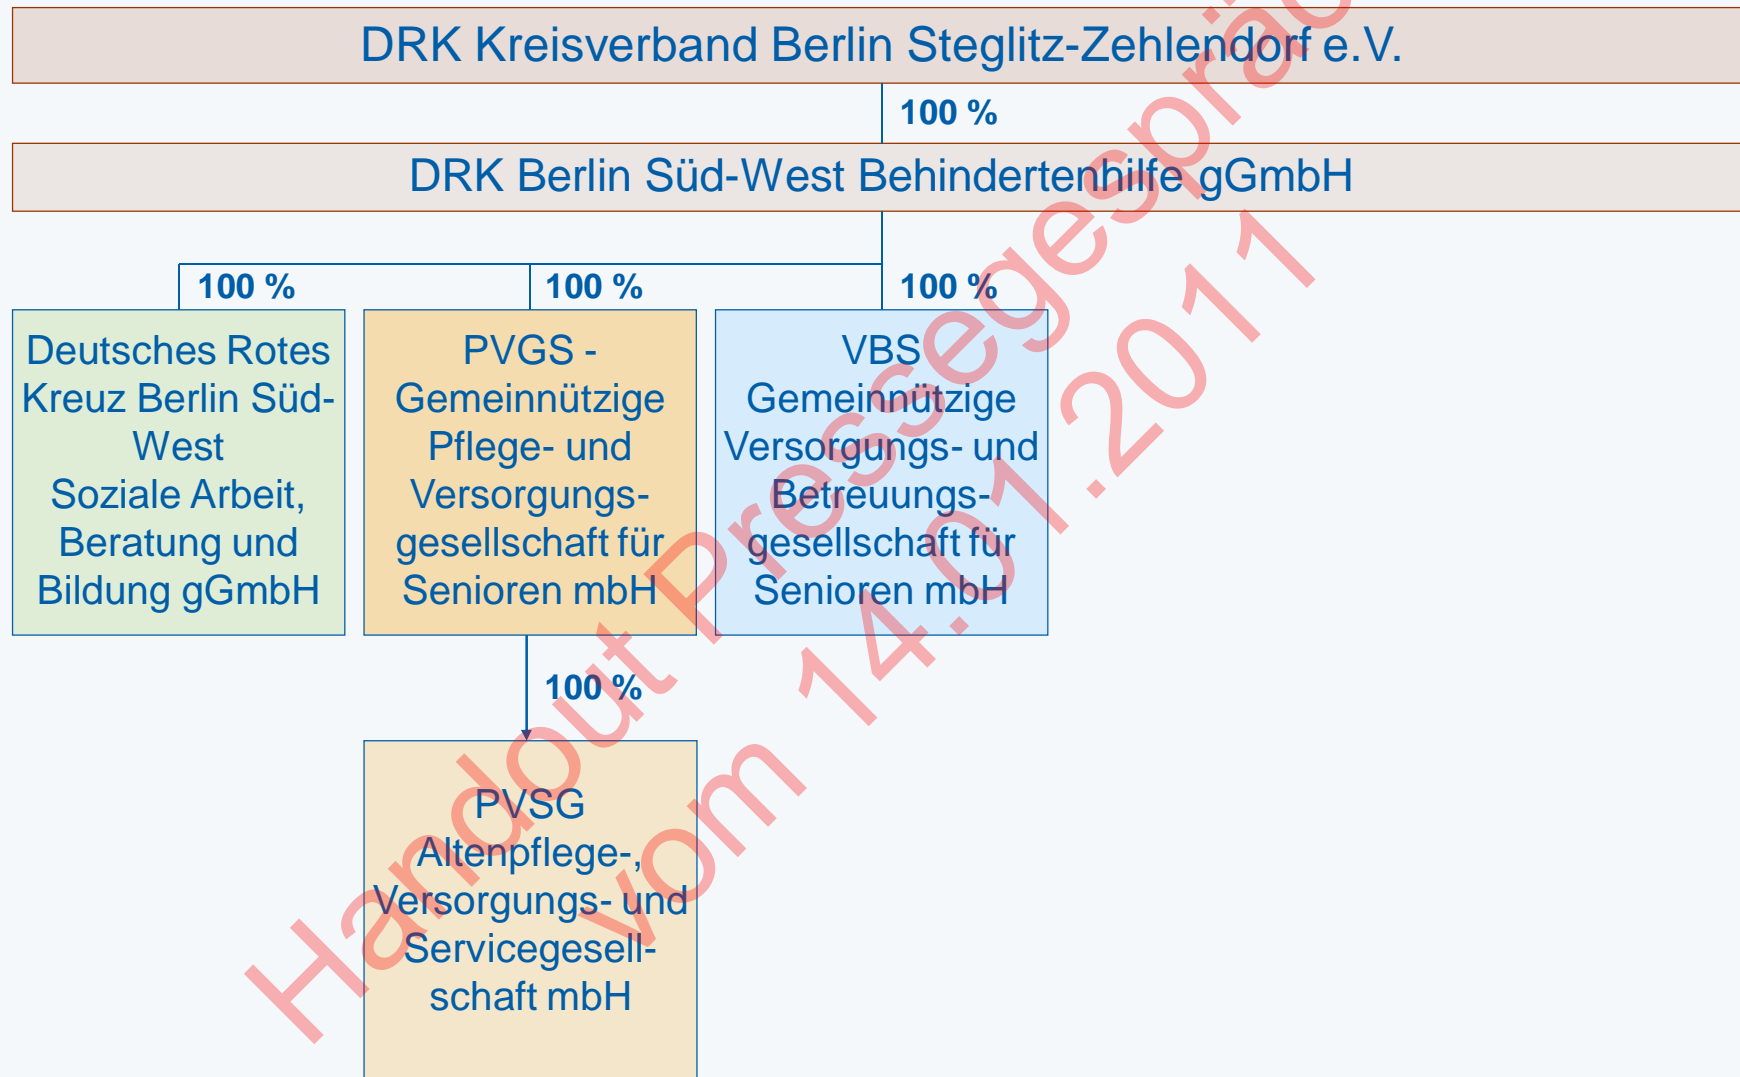 DRK Kreisverband Berlin Steglitz-Zehlendorf e.V.
100 %
DRK Berlin Süd-West Behindertenhilfe gGmbH
100 %
100 %
100 %
Deutsches Rotes
Kreuz Berlin Süd-
West
Soziale Arbeit,
Beratung und
Bildung gGmbH
PVGS -
Gemeinnützige
Pflege- und
Versorgungs-
gesellschaft für
Senioren mbH
VBS
Gemeinnützige
Versorgungs- und
Betreuungs-
gesellschaft für
Senioren mbH
100 %
PVSG
Altenpflege-,
Versorgungs- und
Servicegesell-
schaft mbH
Handout Pressegespräc
vom 14.01.2011